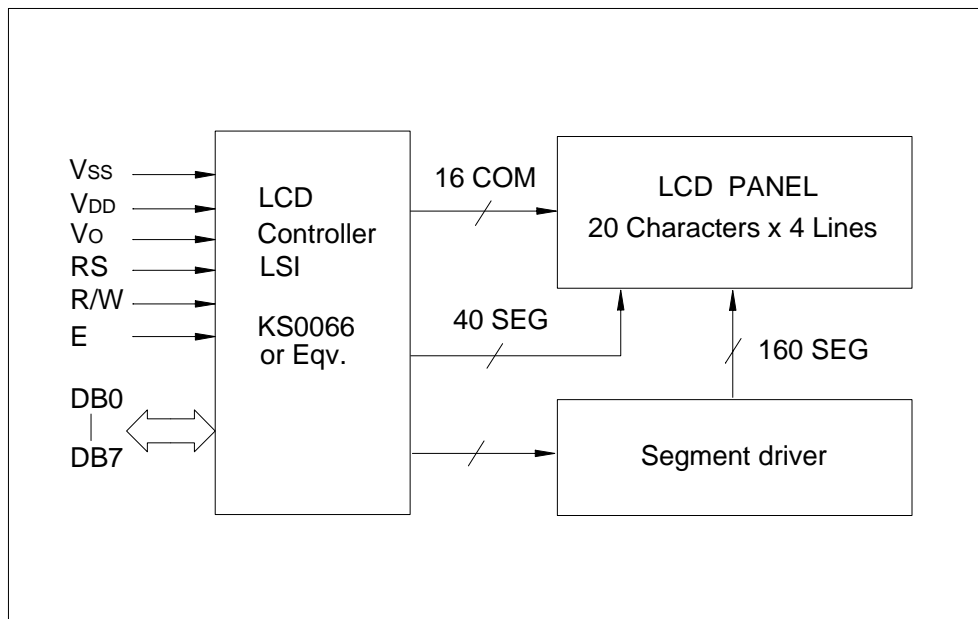 VSS
VDD
VO
RS
R/W
E
DB0
DB7
LCD
Controller
LSI
KS0066
or Eqv.
16 COM
40 SEG
LCD PANEL
20 Characters x 4 Lines
160 SEG
Segment driver